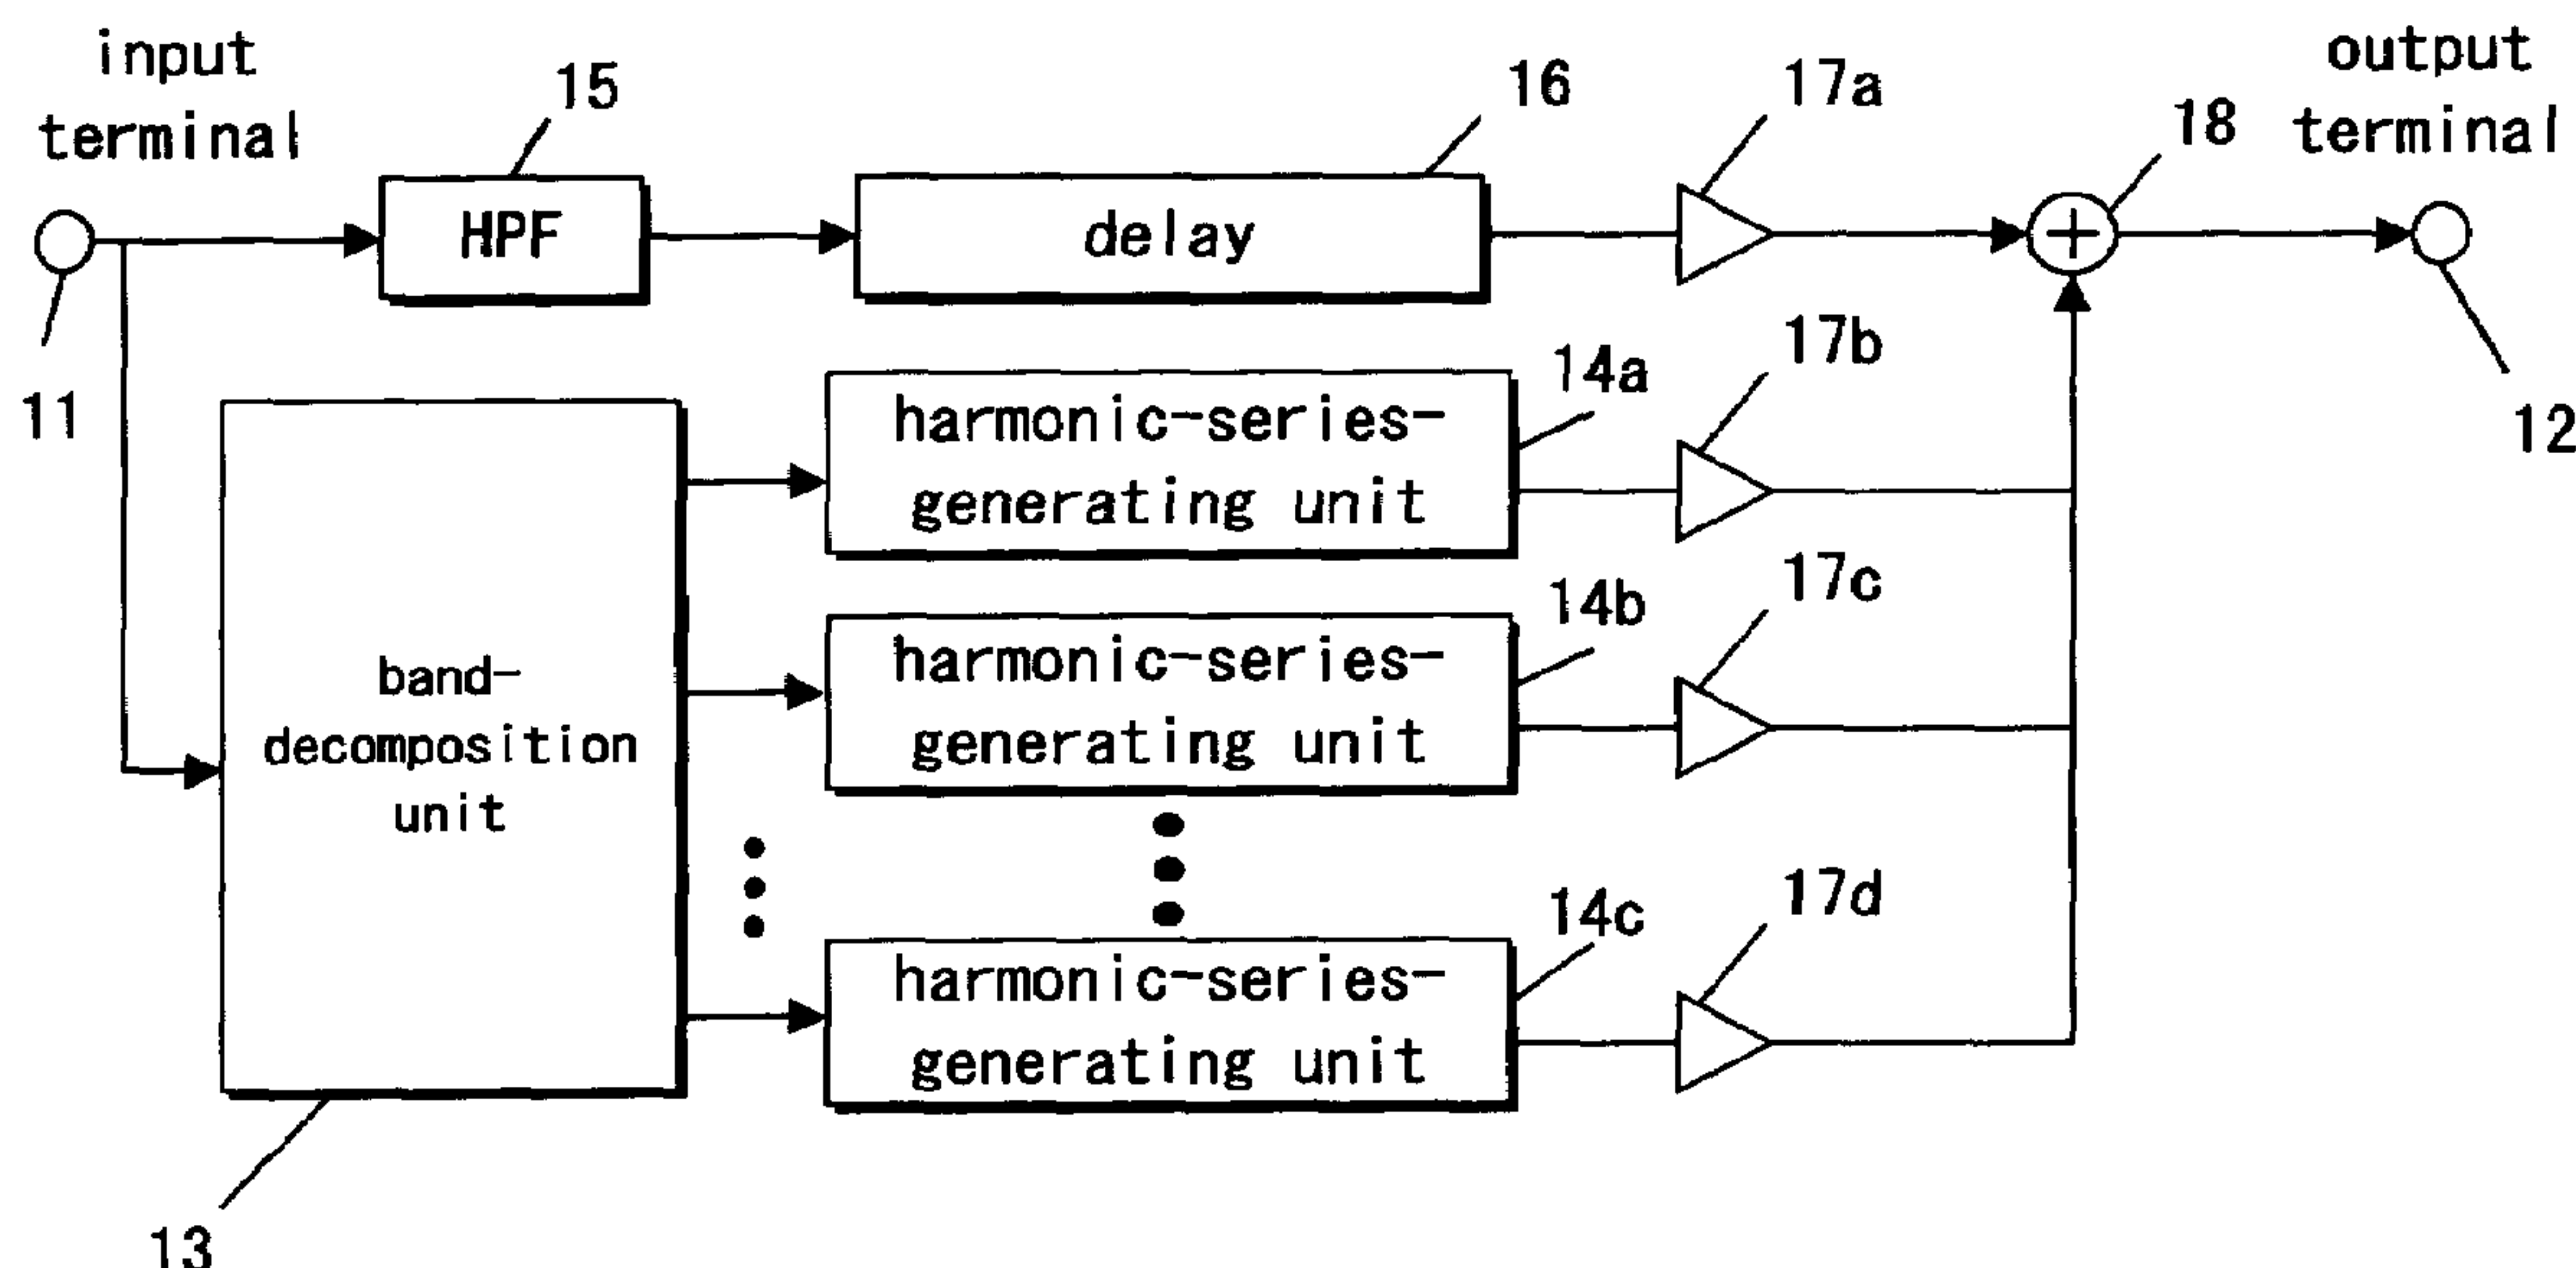 input
terminal
15
16
17a
18
output
terminal
HPF
delay
+
11
12
17b
14a
harmonic-series-
generating unit
17c
14b
harmonic-series-
generating unit
band-
decomposition
unit
17d
14c
harmonic-series-
generating unit
13